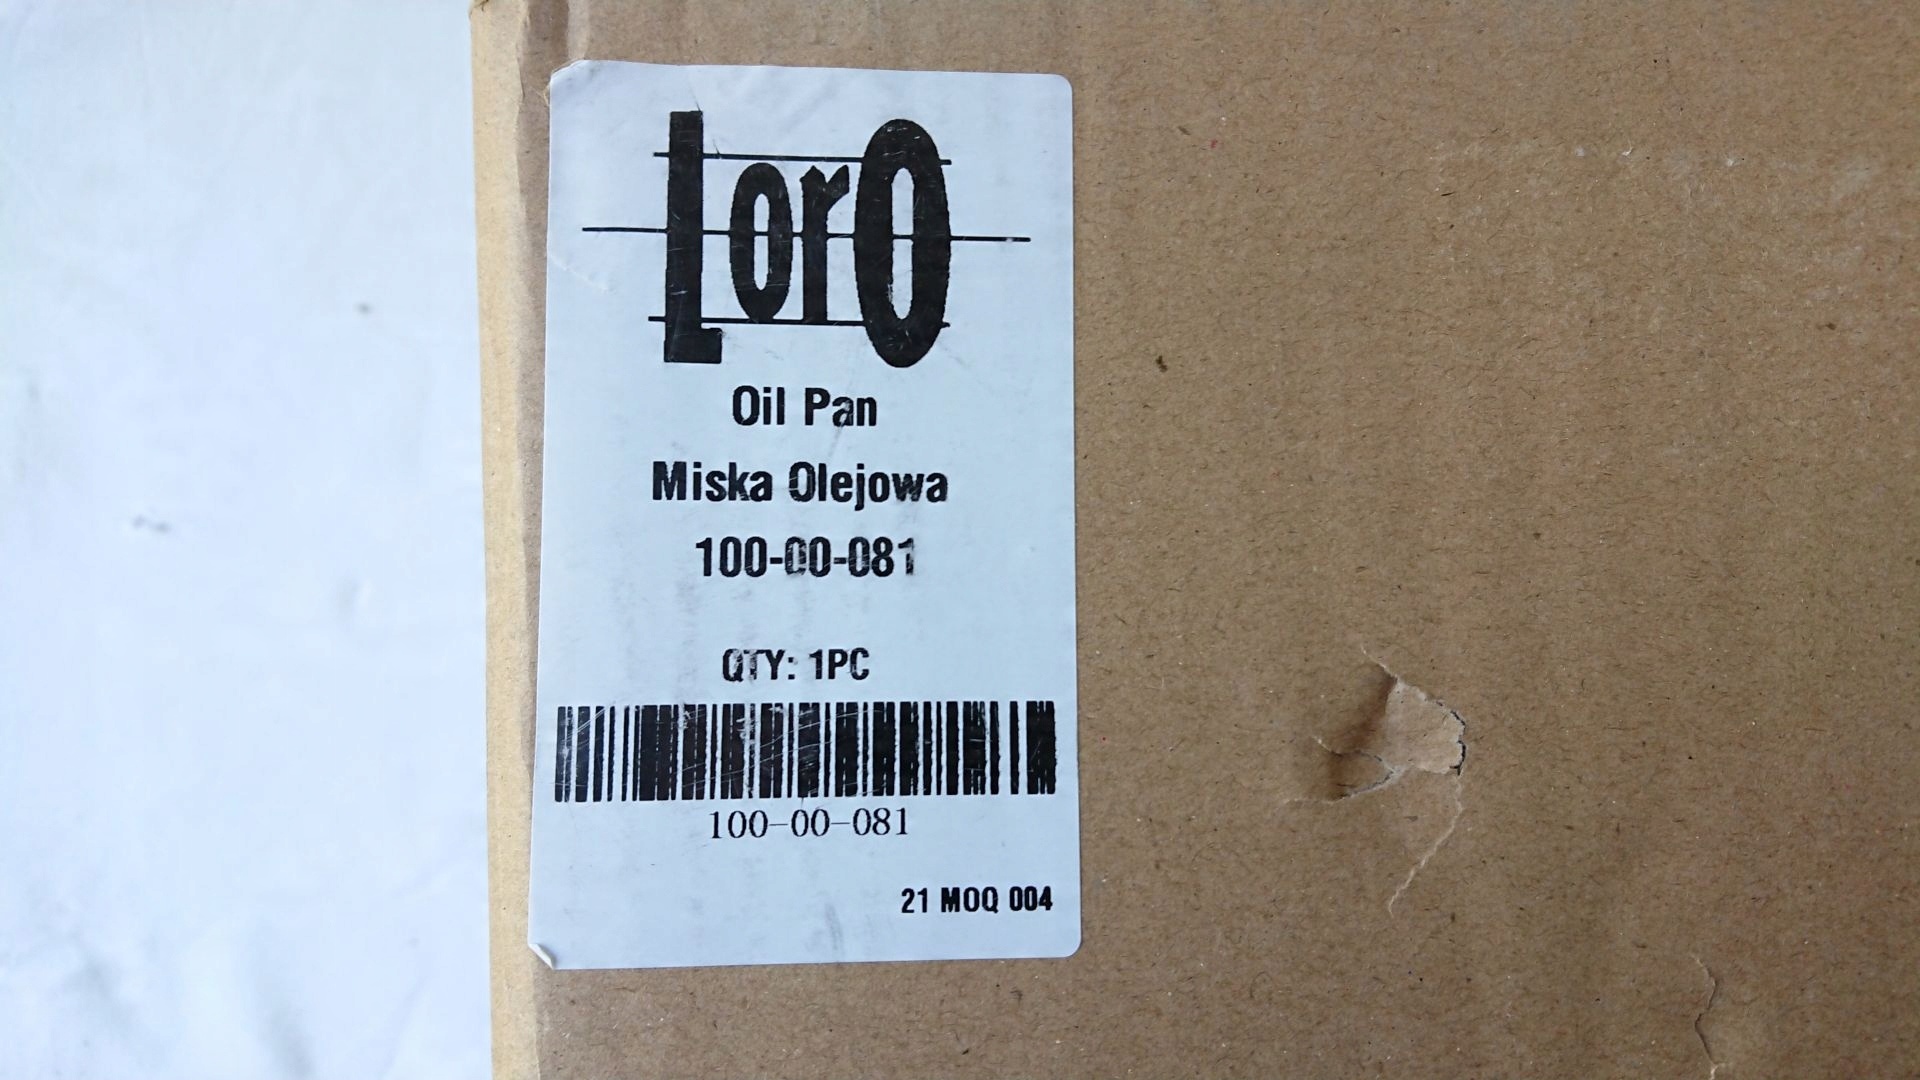 LorO
Oil Pan
Miska Olejowa
100-00-081
QTY: 1PC
100-00-081
21 MOQ 004